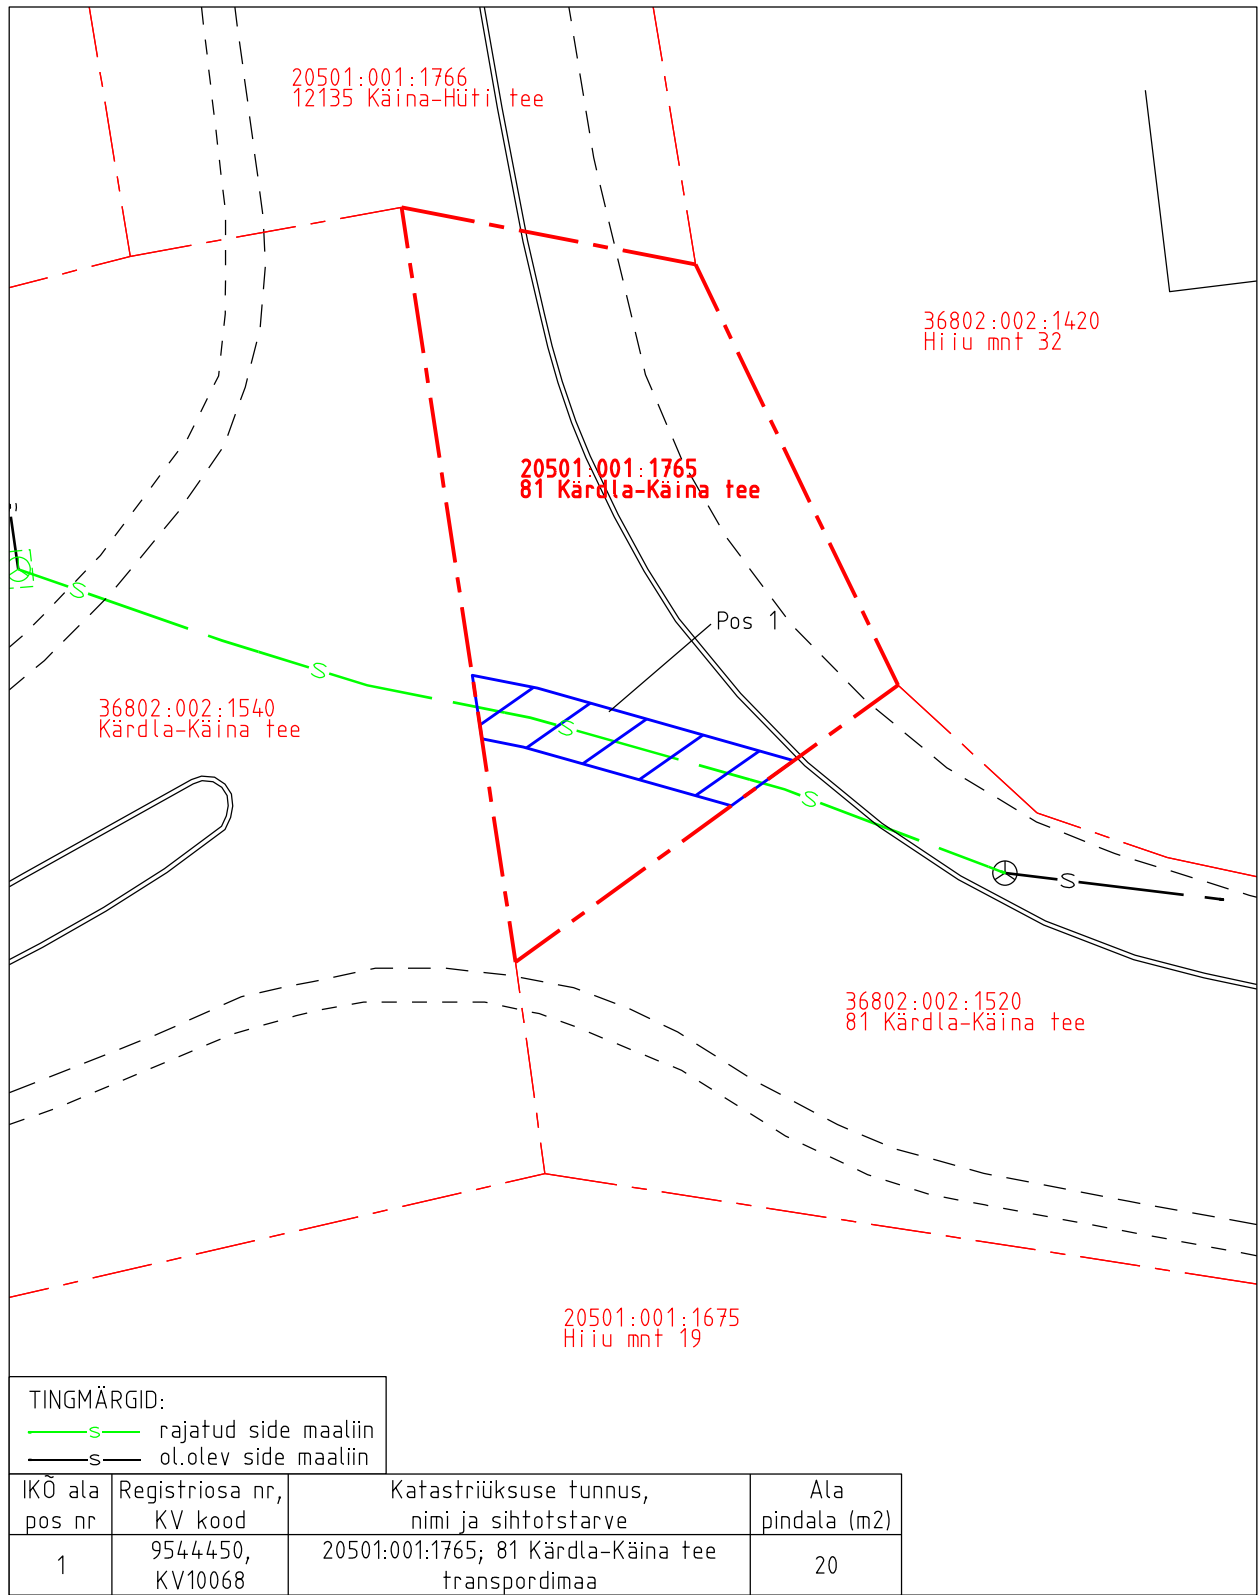 20501:001:1766
12135 Käina-Hüti tee
36802:002:1420
Hiiu mnt 32
20501:001:1765
81 Kärdla-Käina tee
S
Pos 1
S
36802:002:1540
Kärdla-Käina tee
S
S
S
36802:002:1520
81 Kärdla-Käina tee
20501:001:1675
Hiiu mnt 19
TINGMÄRGID:
S rajatud side maaliin
S ol.olev side maaliin
IKÕ ala pos nr
Registriosa nr, KV kood
Katastriüksuse tunnus, nimi ja sihtotstarve
Ala pindala (m2)
1
9544450, KV10068
20501:001:1765; 81 Kärdla-Käina tee transpordimaa
20